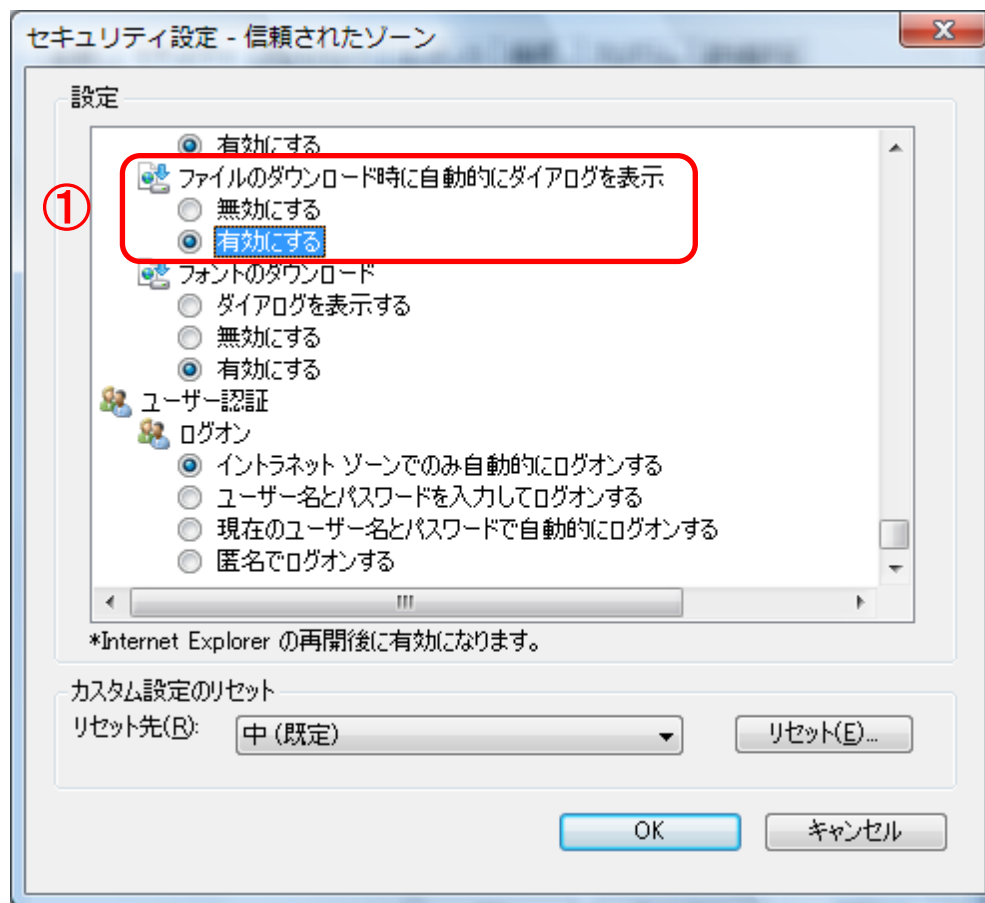 セキュリティ設定 - 信頼されたゾーン
設定
有効にする
ファイルのダウンロード時に自動的にダイアログを表示
①
無効にする
有効にする
フォントのダウンロード
ダイアログを表示する
無効にする
有効にする
ユーザー認証
ログオン
イントラネット ゾーンでのみ自動的にログオンする
ユーザー名とパスワードを入力してログオンする
現在のユーザー名とパスワードで自動的にログオンする
匿名でログオンする
*Internet Explorer の再開後に有効になります。
カスタム設定のリセット
リセット先(R): 中 (既定) リセット(E)...
OK キャンセル